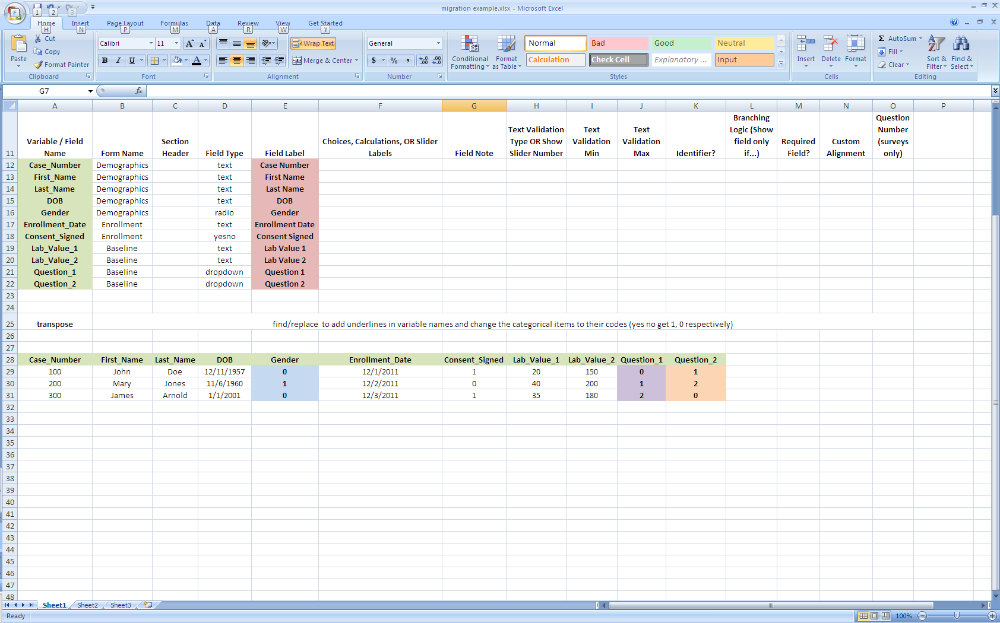 migration example.xlsx - Microsoft Excel
1 2 3
F
Home Insert Page Layout Formulas Data Review View Get Started
H N P M A R W Y
Paste Cut Copy Format Painter
Clipboard
Calibri 11 A A
B I U A
Font
Wrap Text
Merge & Center
Alignment
General
$ % , .00 .0
Number
Conditional Formatting Format as Table
Normal Bad Good Neutral
Calculation Check Cell Explanatory ... Input
Styles
Insert Delete Format
Cells
Σ AutoSum Fill Clear
Sort & Filter Find & Select
Editing
G7 fx
A B C D E F G H I J K L M N O P
11 Variable / Field Name Form Name Section Header Field Type Field Label Choices, Calculations, OR Slider Labels Field Note Text Validation Type OR Show Slider Number Text Validation Min Text Validation Max Identifier? Branching Logic (Show field only if...) Required Field? Custom Alignment Question Number (surveys only)
12 Case_Number Demographics text Case Number
13 First_Name Demographics text First Name
14 Last_Name Demographics text Last Name
15 DOB Demographics text DOB
16 Gender Demographics radio Gender
17 Enrollment_Date Enrollment text Enrollment Date
18 Consent_Signed Enrollment yesno Consent Signed
19 Lab_Value_1 Baseline text Lab Value 1
20 Lab_Value_2 Baseline text Lab Value 2
21 Question_1 Baseline dropdown Question 1
22 Question_2 Baseline dropdown Question 2
23
24
25 transpose find/replace  to add underlines in variable names and change the categorical items to their codes (yes no get 1, 0 respectively)
26
27
28 Case_Number First_Name Last_Name DOB Gender Enrollment_Date Consent_Signed Lab_Value_1 Lab_Value_2 Question_1 Question_2
29 100 John Doe 12/11/1957 0 12/1/2011 1 20 150 0 1
30 200 Mary Jones 11/6/1960 1 12/2/2011 0 40 200 1 2
31 300 James Arnold 1/1/2001 0 12/3/2011 1 35 180 2 0
32
33
34
35
36
37
38
39
40
41
42
43
44
45
46
47
48
Sheet1 Sheet2 Sheet3
Ready 100%